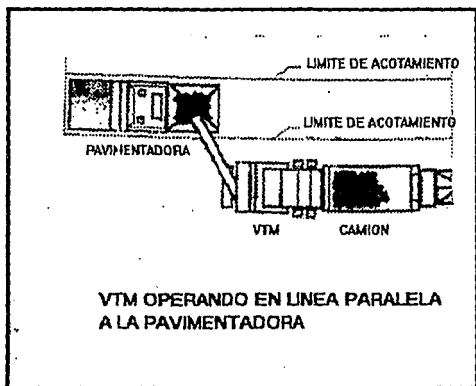 LIMITE DE ACOTAMIENTO
LIMITE DE ACOTAMIENTO
PAVIMENTADORA
VTM CAMION
VTM OPERANDO EN LINEA PARALELA
A LA PAVIMENTADORA